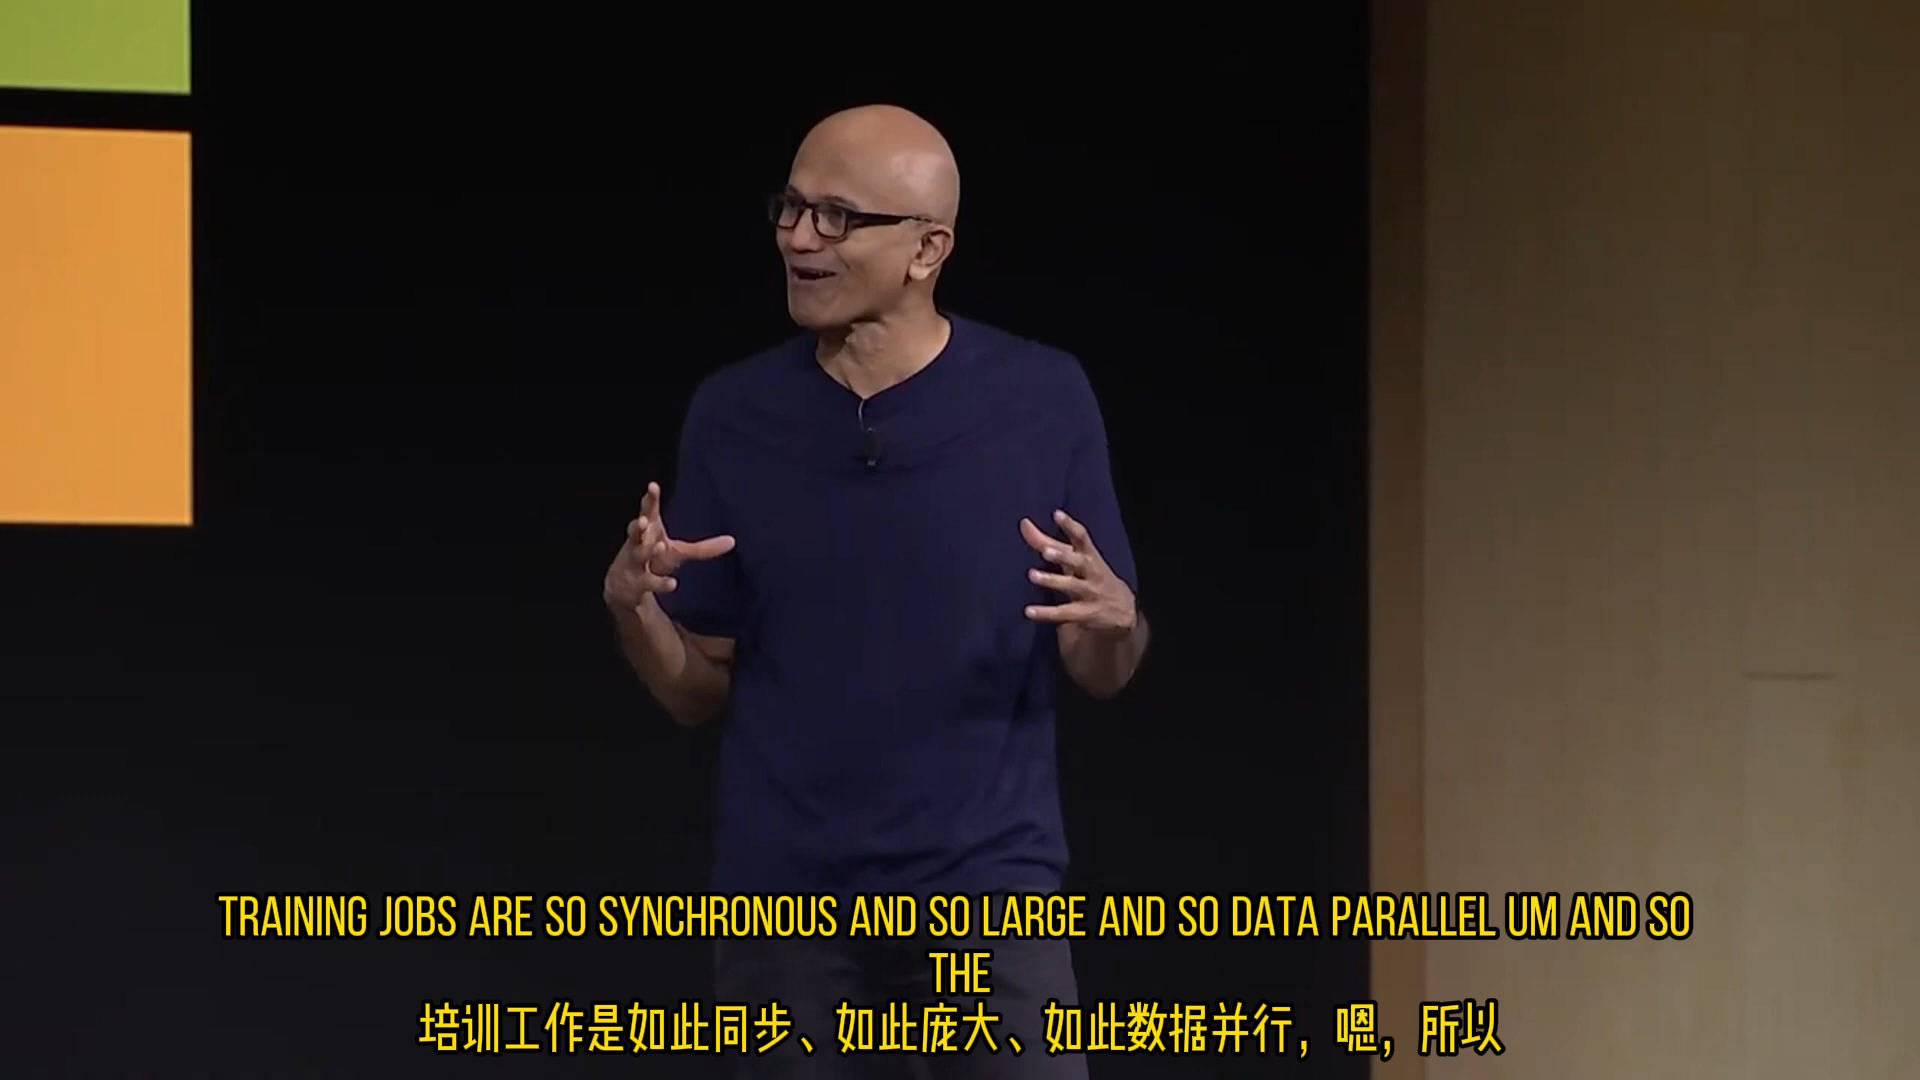 TRAINING JOBS ARE SO SYNCHRONOUS AND SO LARGE AND SO DATA PARALLEL UM AND SO
THE
培训工作是如此同步、如此庞大、如此数据并行，嗯，所以